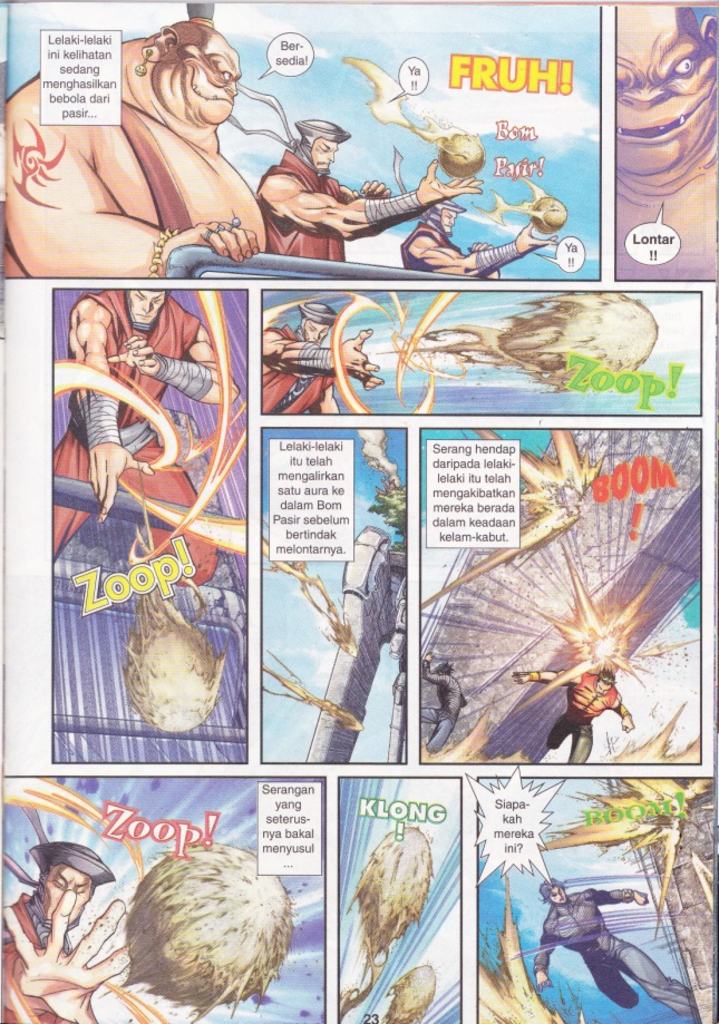 Lelaki-lelaki
ini kelihatan
sedang
menghasilkan
bebola dari
pasir...
Ber-
sedia!
Ya
!!
FRUH!
Bom
Pasir!
Ya
!!
Lontar
!!
Zoop!
Zoop!
Lelaki-lelaki
itu telah
mengalirkan
satu aura ke
dalam Bom
Pasir sebelum
bertindak
melontarnya.
Serang hendap
daripada lelaki-
lelaki itu telah
mengakibatkan
mereka berada
dalam keadaan
kelam-kabut.
BOOM
!
Zoop!
Serangan
yang
seterus-
nya bakal
menyusul
...
KLONG
!
Siapa-
kah
mereka
ini?
BOOM!
23